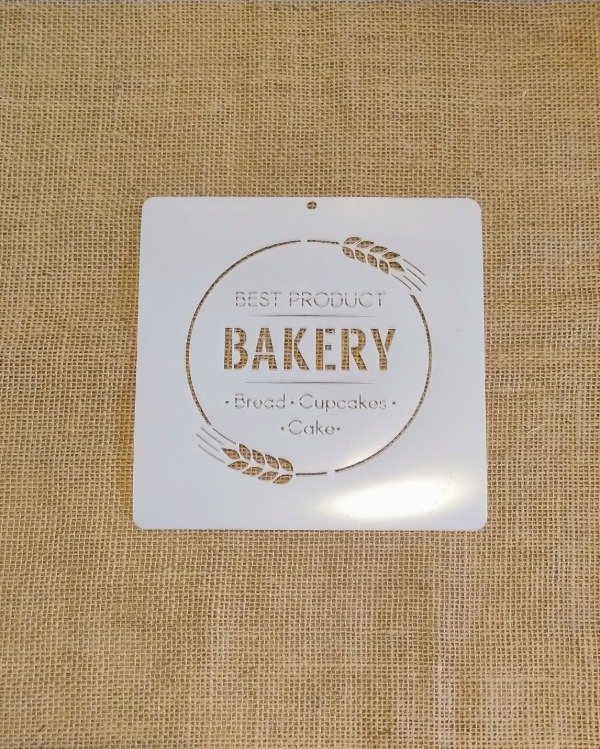 BEST PRODUCT
BAKERY
• Bread • Cupcakes •
• Cake •